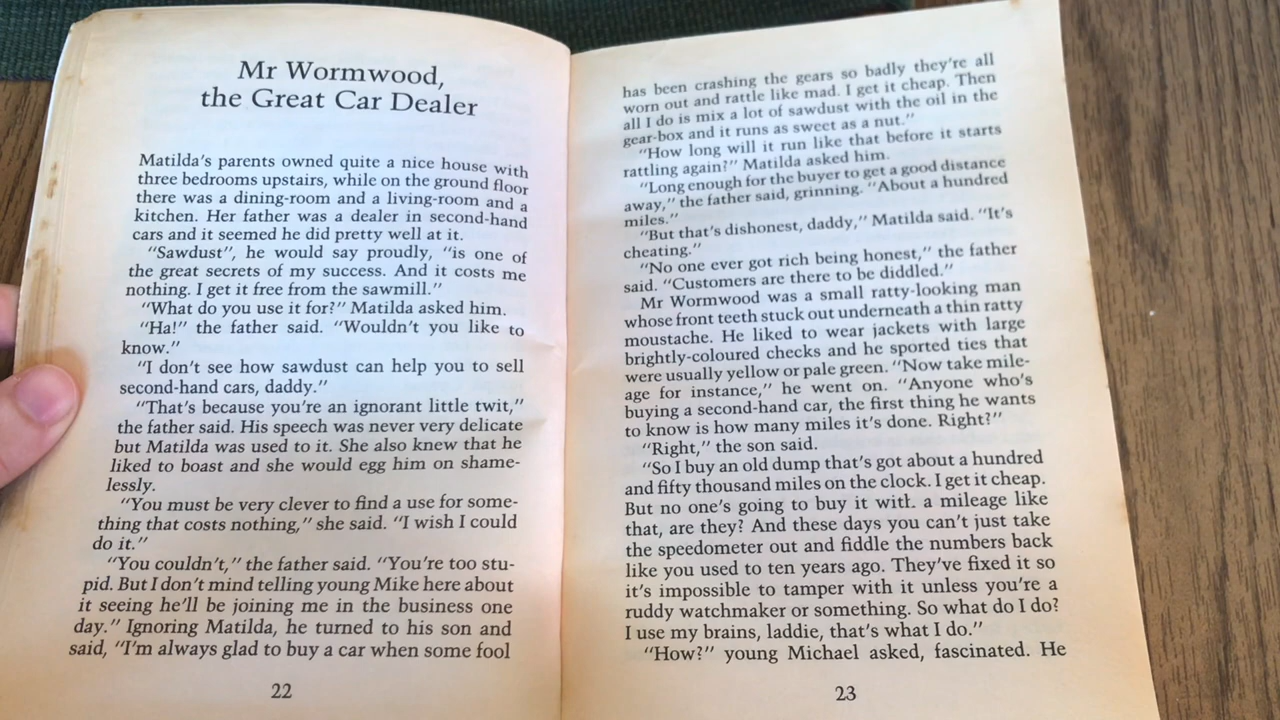 Mr Wormwood,
the Great Car Dealer
Matilda's parents owned quite a nice house with
three bedrooms upstairs, while on the ground floor
there was a dining-room and a living-room and a
kitchen. Her father was a dealer in second-hand
cars and it seemed he did pretty well at it.
"Sawdust", he would say proudly, "is one of
the great secrets of my success. And it costs me
nothing. I get it free from the sawmill."
"What do you use it for?" Matilda asked him.
"Ha!" the father said. "Wouldn't you like to
know."
"I don't see how sawdust can help you to sell
second-hand cars, daddy."
"That's because you're an ignorant little twit,"
the father said. His speech was never very delicate
but Matilda was used to it. She also knew that he
liked to boast and she would egg him on shame-
lessly.
"You must be very clever to find a use for some-
thing that costs nothing," she said. "I wish I could
do it."
"You couldn't," the father said. "You're too stu-
pid. But I don't mind telling young Mike here about
it seeing he'll be joining me in the business one
day." Ignoring Matilda, he turned to his son and
said, "I'm always glad to buy a car when some fool
22
has been crashing the gears so badly they're all
worn out and rattle like mad. I get it cheap. Then
all I do is mix a lot of sawdust with the oil in the
gear-box and it runs as sweet as a nut."
"How long will it run like that before it starts
rattling again?" Matilda asked him.
"Long enough for the buyer to get a good distance
away," the father said, grinning. "About a hundred
miles."
"But that's dishonest, daddy," Matilda said. "It's
cheating."
"No one ever got rich being honest," the father
said. "Customers are there to be diddled."
Mr Wormwood was a small ratty-looking man
whose front teeth stuck out underneath a thin ratty
moustache. He liked to wear jackets with large
brightly-coloured checks and he sported ties that
were usually yellow or pale green. "Now take mile-
age for instance," he went on. "Anyone who's
buying a second-hand car, the first thing he wants
to know is how many miles it's done. Right?"
"Right," the son said.
"So I buy an old dump that's got about a hundred
and fifty thousand miles on the clock. I get it cheap.
But no one's going to buy it with a mileage like
that, are they? And these days you can't just take
the speedometer out and fiddle the numbers back
like you used to ten years ago. They've fixed it so
it's impossible to tamper with it unless you're a
ruddy watchmaker or something. So what do I do?
I use my brains, laddie, that's what I do."
"How?" young Michael asked, fascinated. He
23